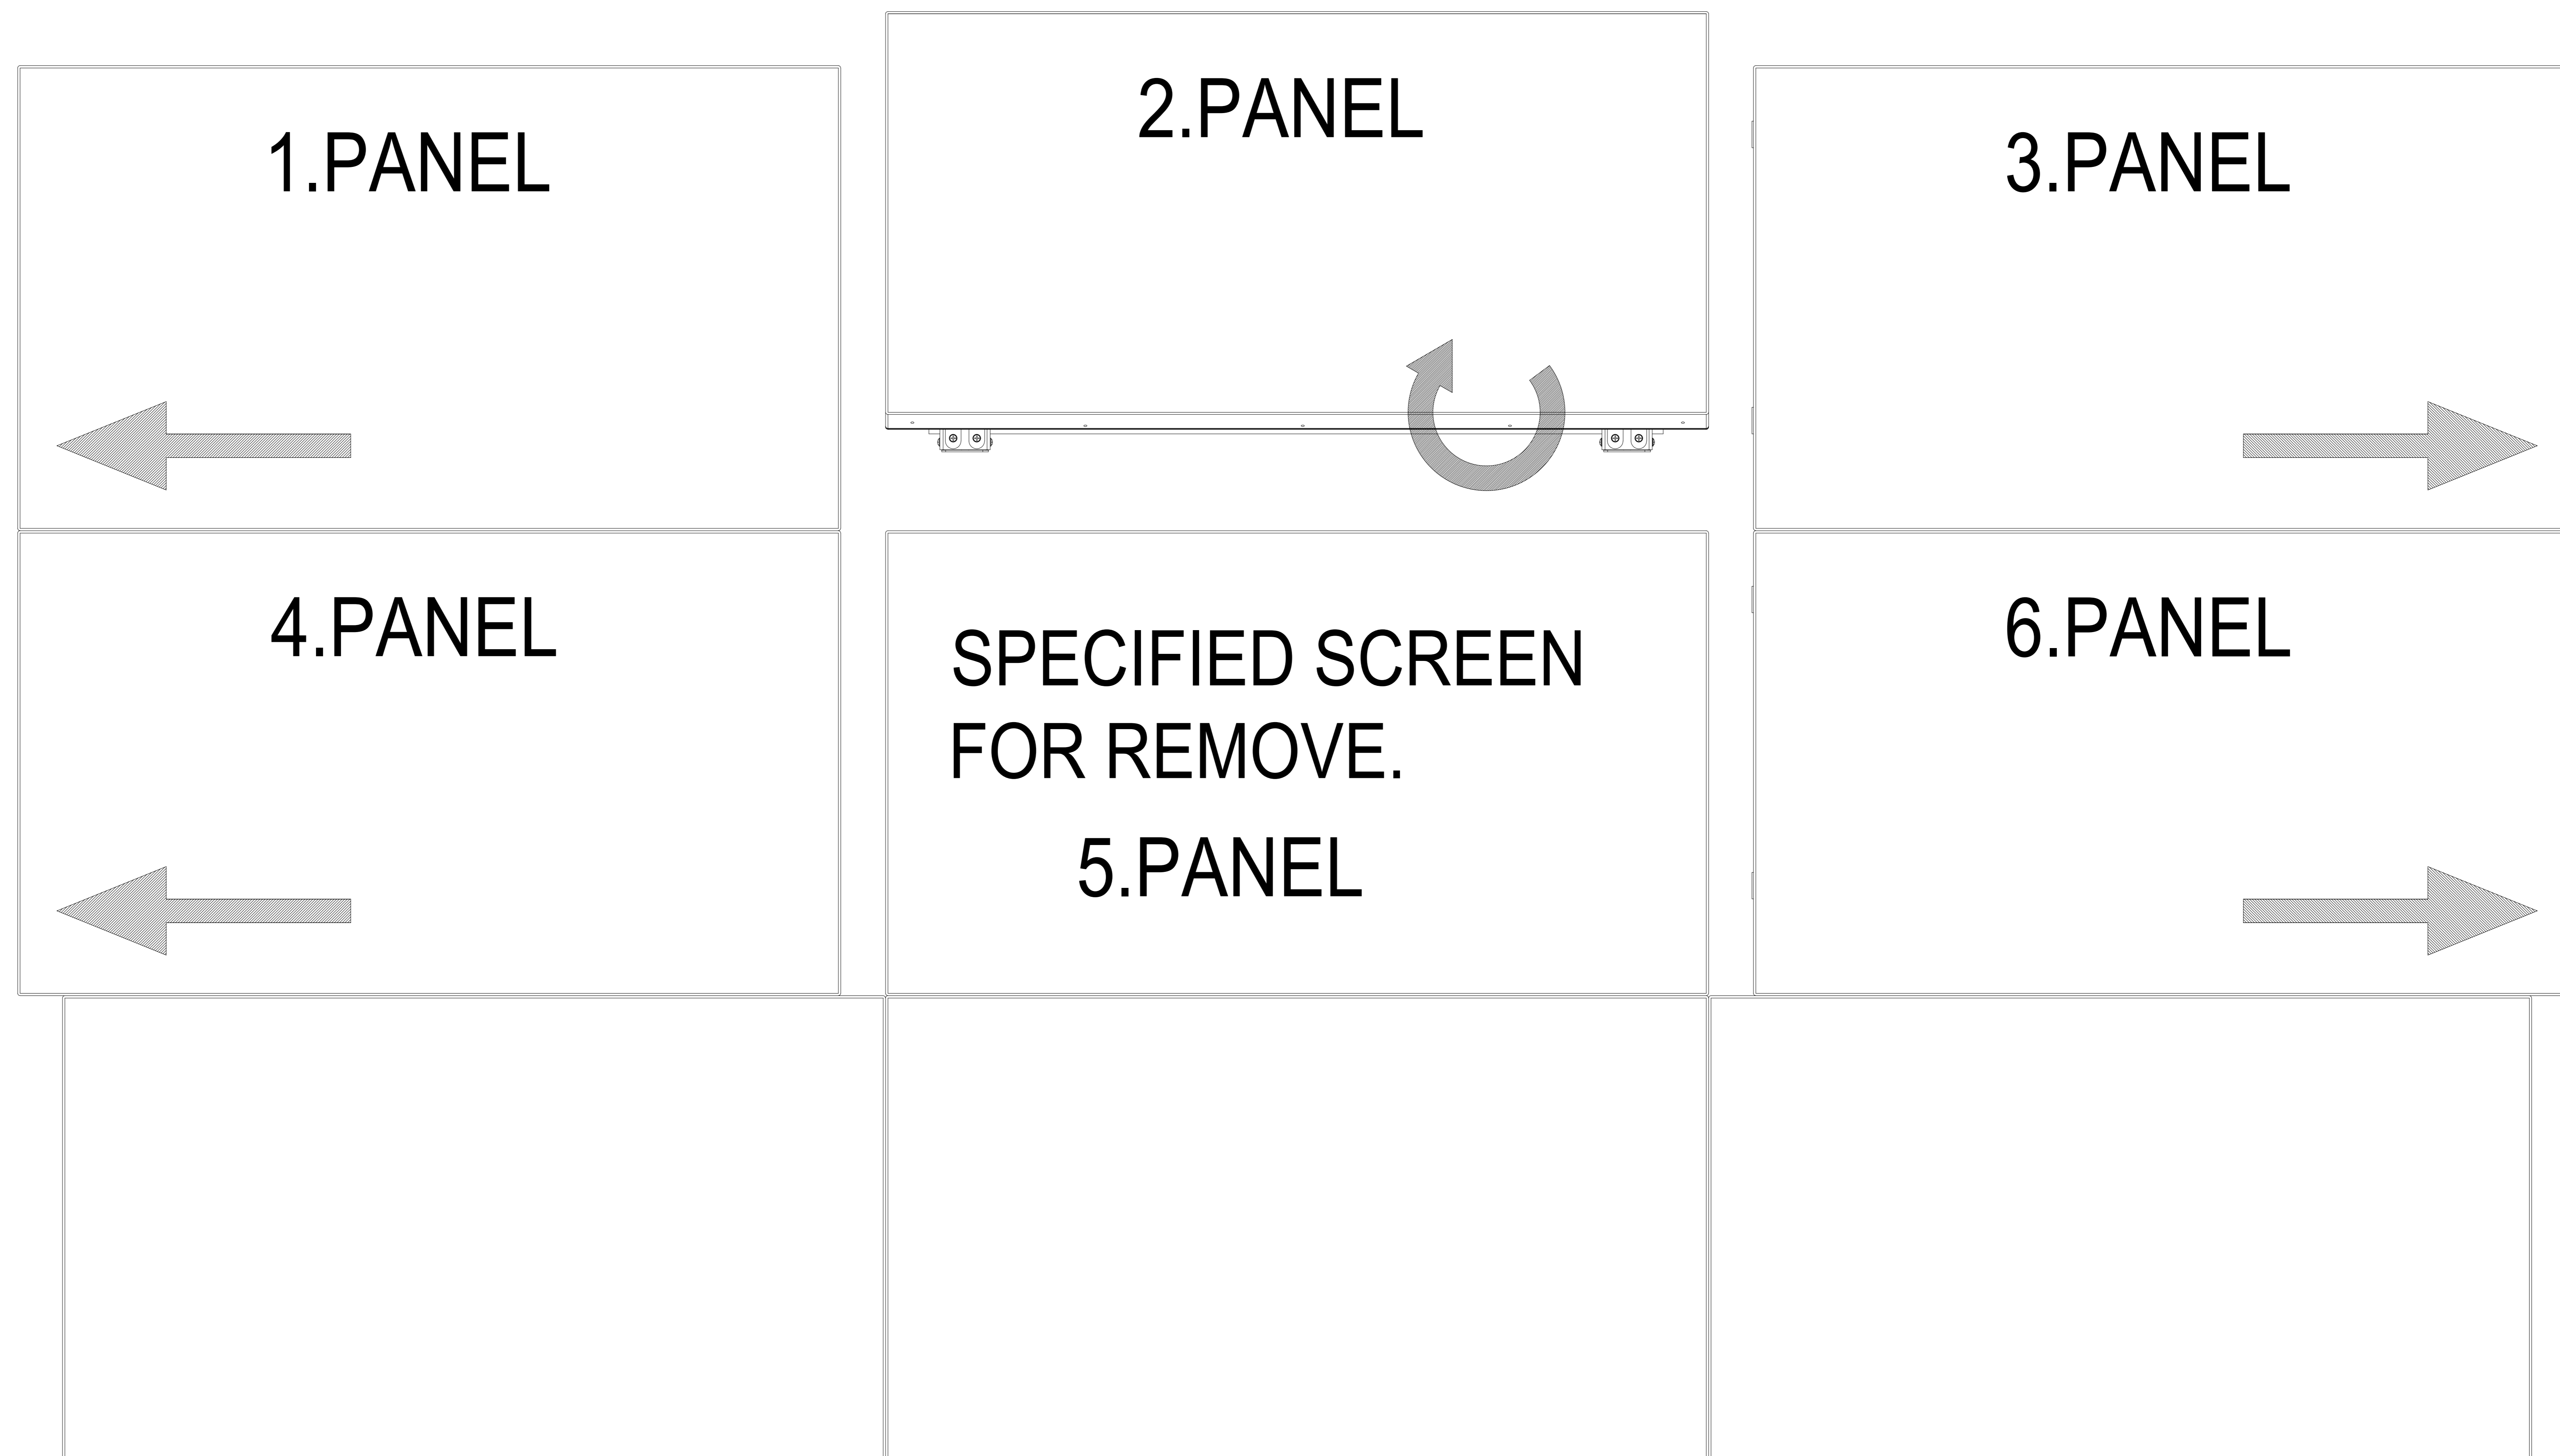 1.PANEL
2.PANEL
3.PANEL
4.PANEL
SPECIFIED SCREEN
FOR REMOVE.
5.PANEL
6.PANEL